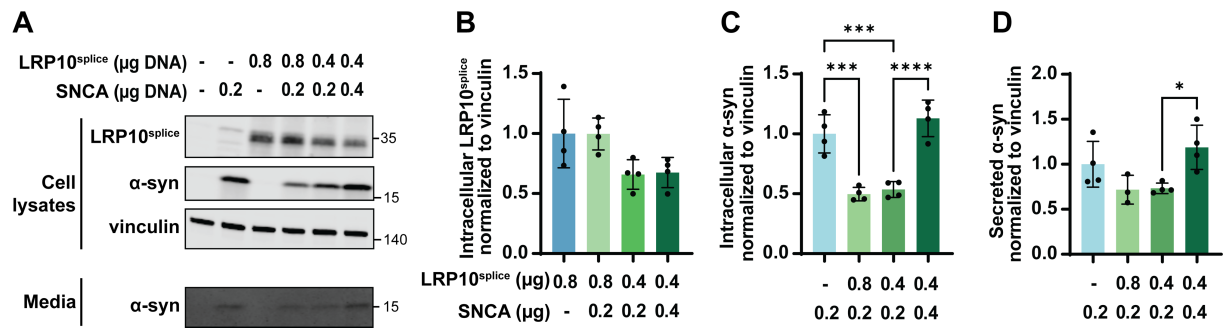 A
LRP10splice (μg DNA) - - 0.8 0.8 0.4 0.4
SNCA (μg DNA) - 0.2 - 0.2 0.2 0.4
Cell lysates
LRP10splice
35
α-syn
15
vinculin
140
Media
α-syn
15
B
Intracellular LRP10splice
normalized to vinculin
1.5
1.0
0.5
0.0
LRP10splice (μg) 0.8 0.8 0.4 0.4
SNCA (μg) - 0.2 0.2 0.4
C
Intracellular α-syn
normalized to vinculin
1.5
1.0
0.5
0.0
***
***
****
- 0.8 0.4 0.4
0.2 0.2 0.2 0.4
D
Secreted α-syn
normalized to vinculin
2.0
1.5
1.0
0.5
0.0
*
- 0.8 0.4 0.4
0.2 0.2 0.2 0.4